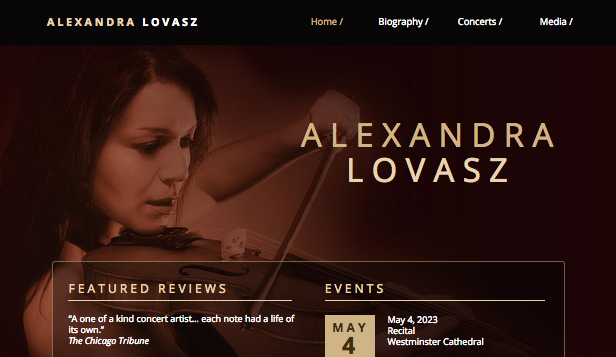 ALEXANDRA LOVASZ
Home /
Biography /
Concerts /
Media /
ALEXANDRA
LOVASZ
FEATURED REVIEWS
“A one of a kind concert artist... each note had a life of
its own.”
The Chicago Tribune
EVENTS
MAY
4
May 4, 2023
Recital
Westminster Cathedral